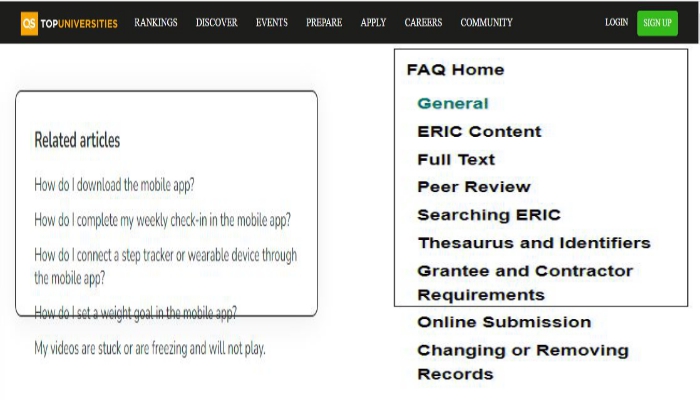 QS TOPUNIVERSITIES RANKINGS DISCOVER EVENTS PREPARE APPLY CAREERS COMMUNITY LOGIN SIGN UP
Related articles
How do I download the mobile app?
How do I complete my weekly check-in in the mobile app?
How do I connect a step tracker or wearable device through
the mobile app?
How do I set a weight goal in the mobile app?
My videos are stuck or are freezing and will not play.
FAQ Home
General
ERIC Content
Full Text
Peer Review
Searching ERIC
Thesaurus and Identifiers
Grantee and Contractor
Requirements
Online Submission
Changing or Removing
Records